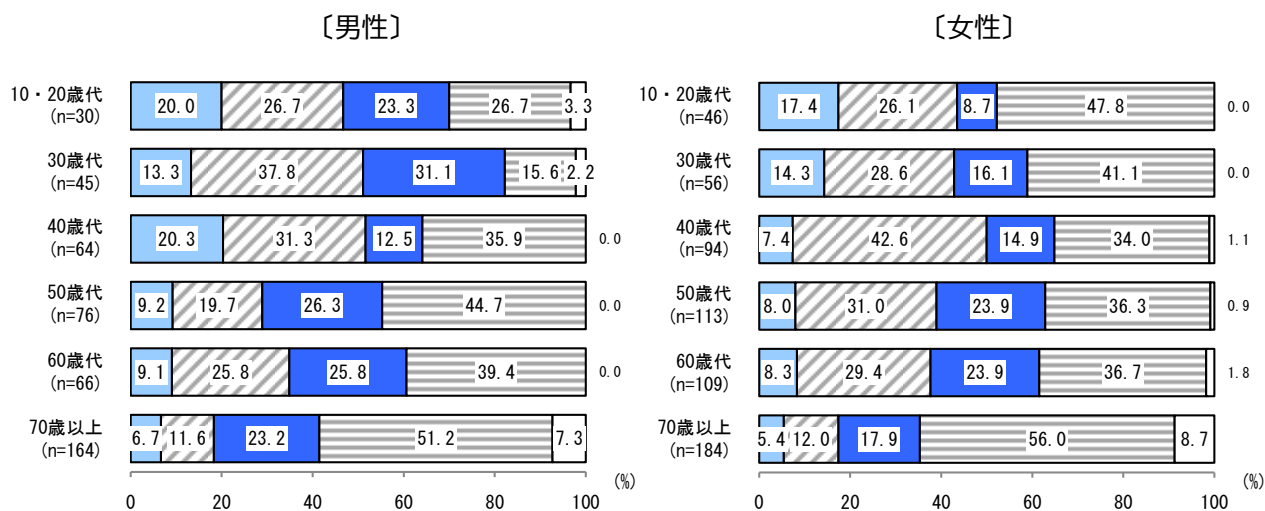 〔男性〕
10・20歳代
(n=30)
20.0 26.7 23.3 26.7 3.3
30歳代
(n=45)
13.3 37.8 31.1 15.6 2.2
40歳代
(n=64)
20.3 31.3 12.5 35.9 0.0
50歳代
(n=76)
9.2 19.7 26.3 44.7 0.0
60歳代
(n=66)
9.1 25.8 25.8 39.4 0.0
70歳以上
(n=164)
6.7 11.6 23.2 51.2 7.3
(%)
0 20 40 60 80 100
〔女性〕
10・20歳代
(n=46)
17.4 26.1 8.7 47.8 0.0
30歳代
(n=56)
14.3 28.6 16.1 41.1 0.0
40歳代
(n=94)
7.4 42.6 14.9 34.0 1.1
50歳代
(n=113)
8.0 31.0 23.9 36.3 0.9
60歳代
(n=109)
8.3 29.4 23.9 36.7 1.8
70歳以上
(n=184)
5.4 12.0 17.9 56.0 8.7
(%)
0 20 40 60 80 100